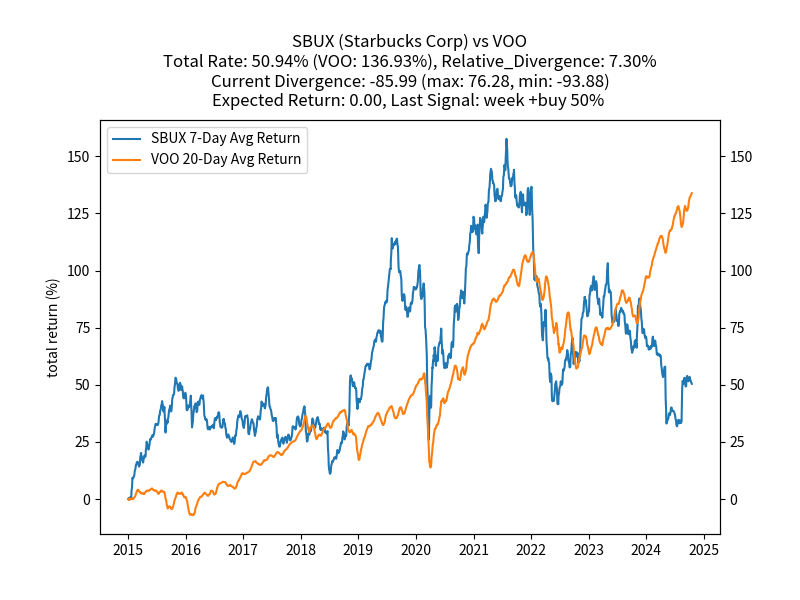 SBUX (Starbucks Corp) vs VOO
Total Rate: 50.94% (VOO: 136.93%), Relative_Divergence: 7.30%
Current Divergence: -85.99 (max: 76.28, min: -93.88)
Expected Return: 0.00, Last Signal: week +buy 50%
SBUX 7-Day Avg Return
VOO 20-Day Avg Return
total return (%)
150 150
125 125
100 100
75 75
50 50
25 25
0 0
2015 2016 2017 2018 2019 2020 2021 2022 2023 2024 2025